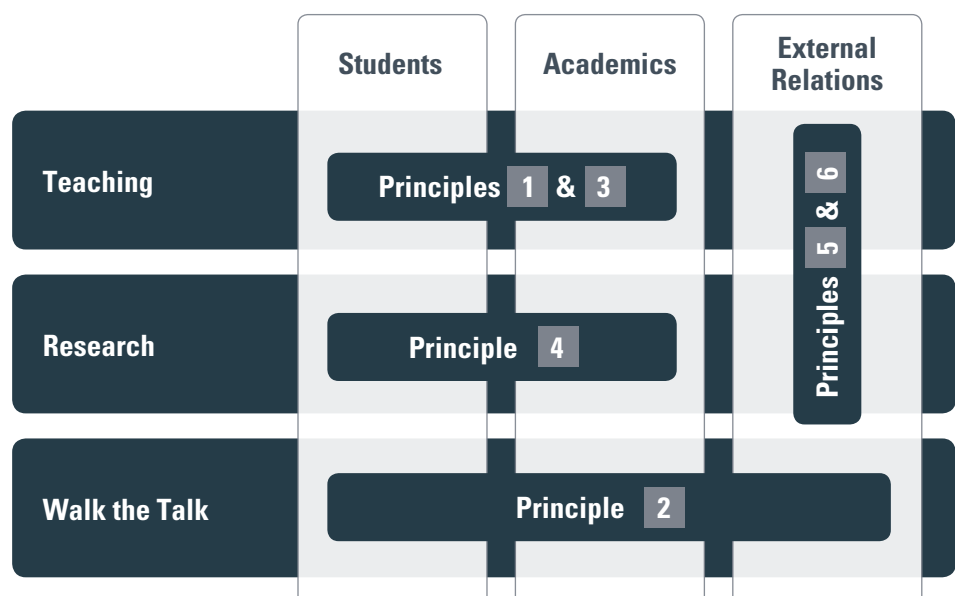 Students
Academics
External
Relations
Teaching
Principles 1 & 3
Principles 5 & 6
Research
Principle 4
Walk the Talk
Principle 2